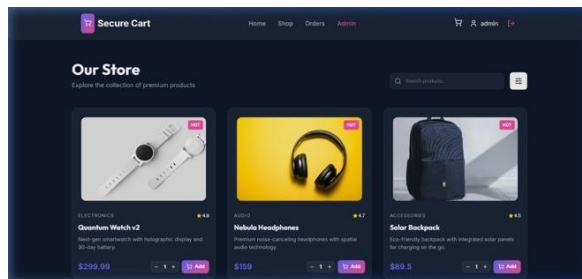 Secure Cart
Home Shop Orders Admin
admin
Our Store
Explore the collection of premium products
Search products...
HOT
HOT
HOT
ELECTRONICS 4.8
Quantum Watch v2
Next-gen smartwatch with holographic display and
30-day battery.
$299.99 − 1 + Add
AUDIO 4.7
Nebula Headphones
Premium noise-canceling headphones with spatial
audio technology.
$159 − 1 + Add
ACCESSORIES 4.5
Solar Backpack
Eco-friendly backpack with integrated solar panels
for charging on the go.
$89.5 − 1 + Add